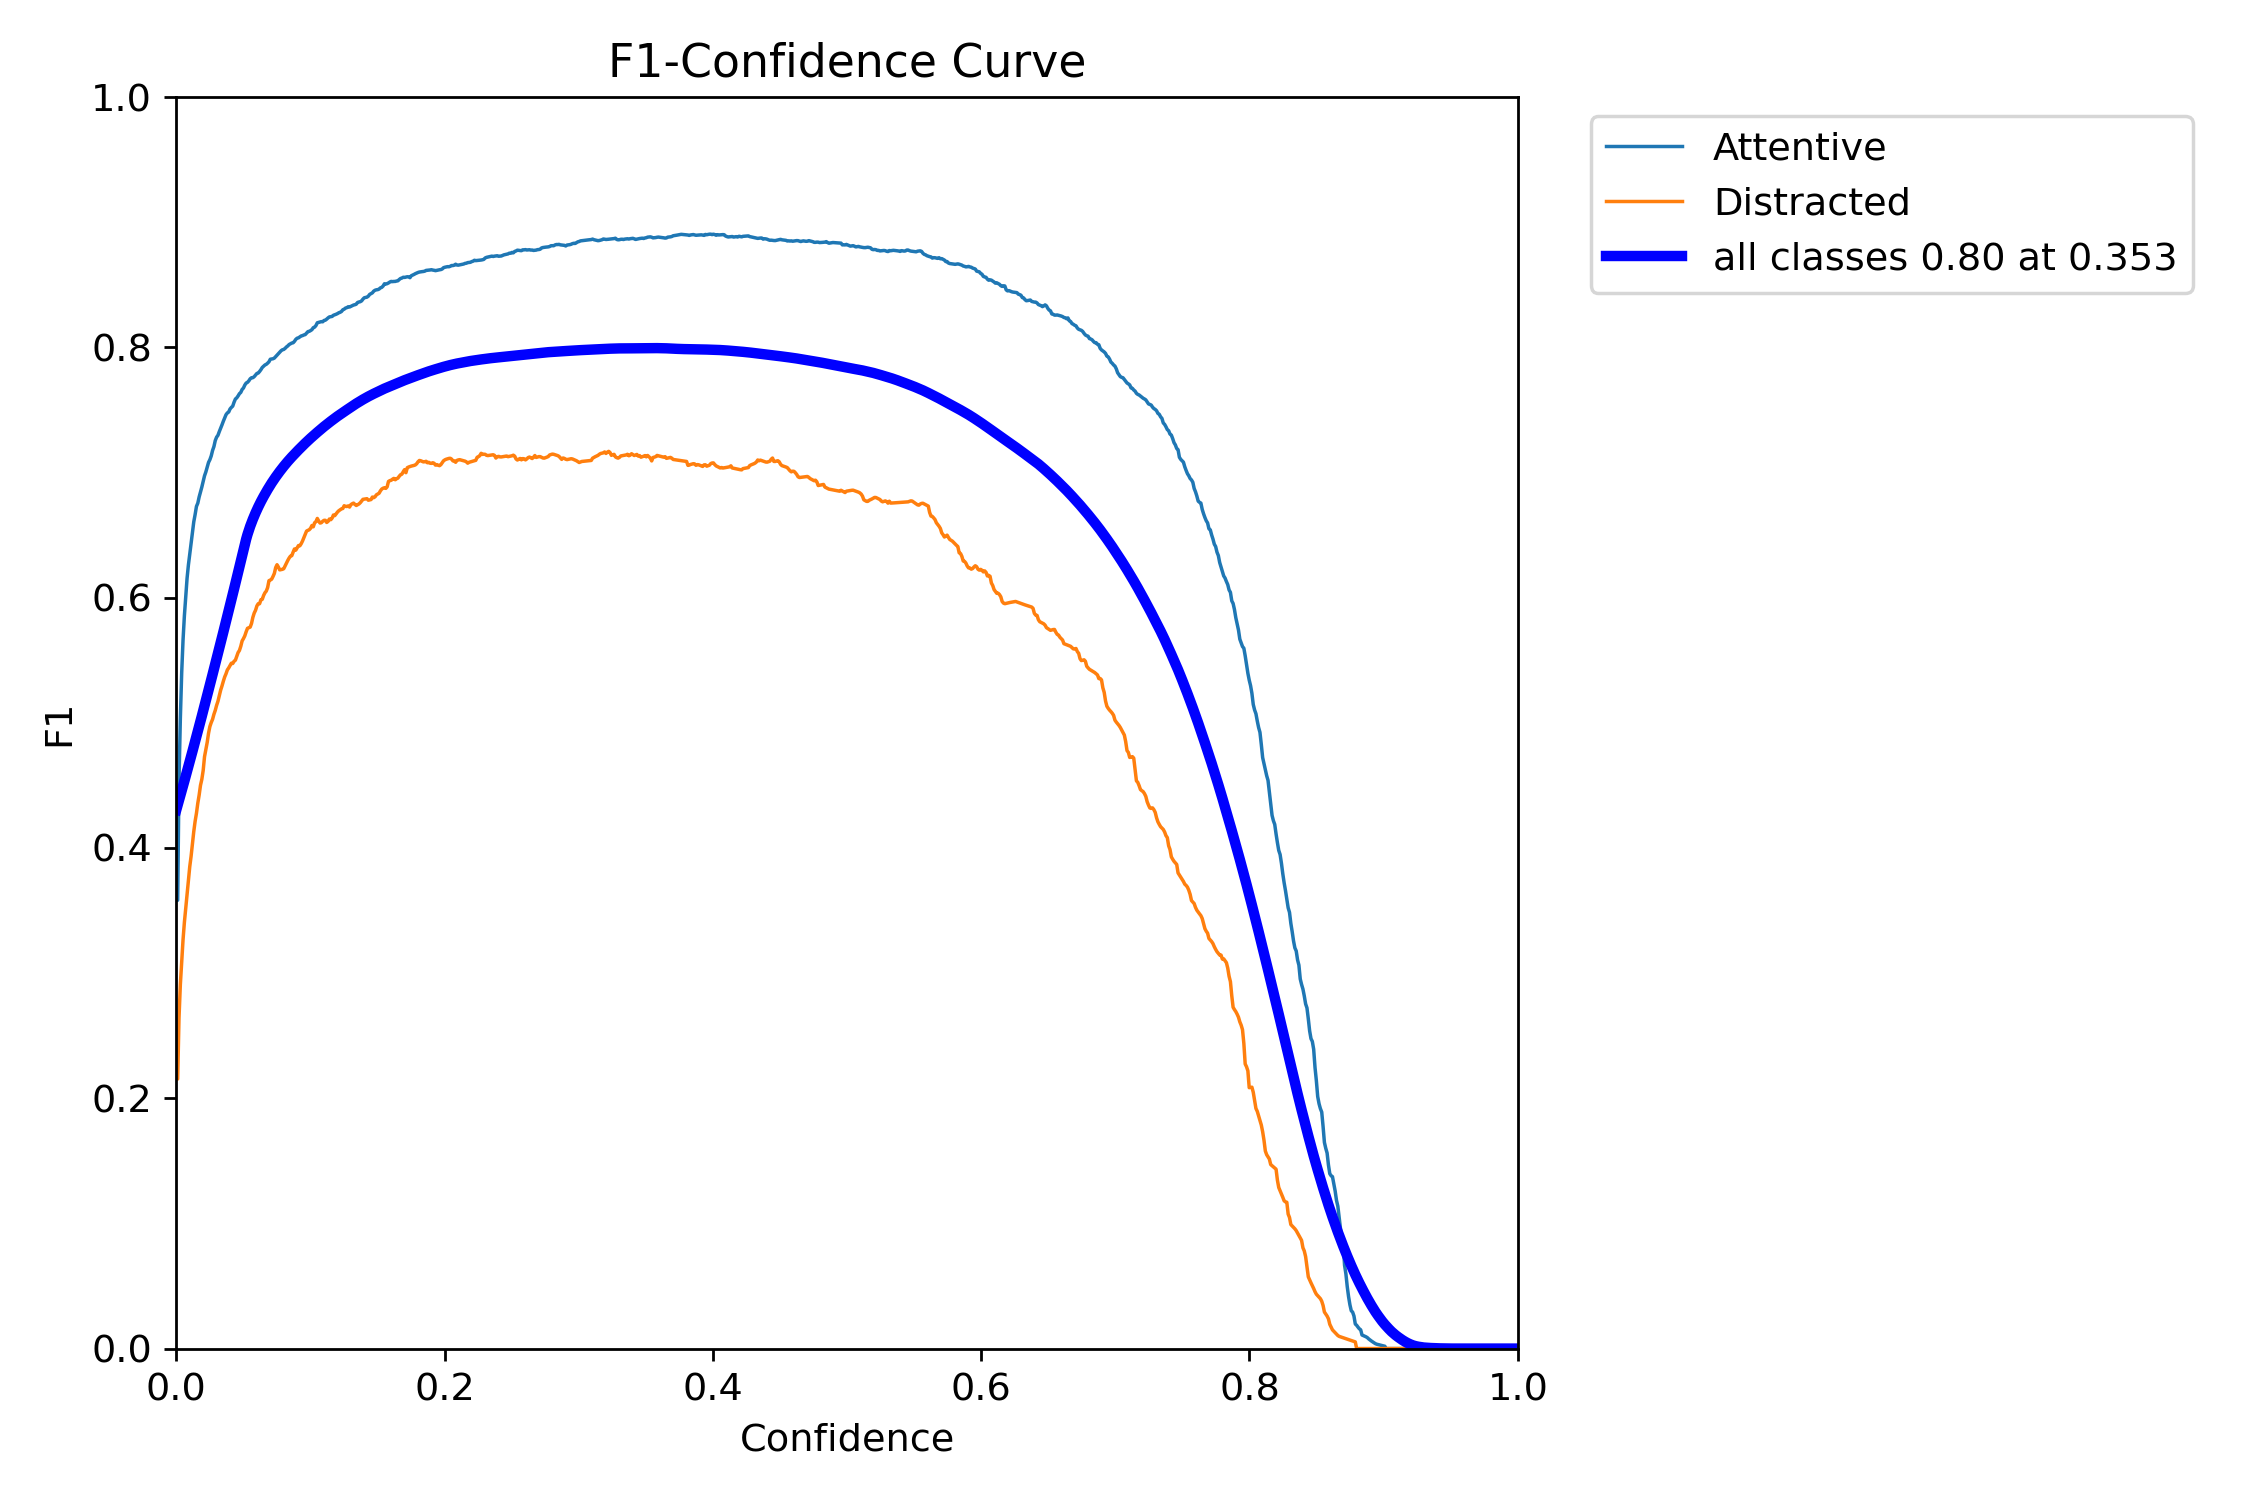 F1-Confidence Curve
1.0
0.8
0.6
0.4
0.2
0.0
F1
0.0 0.2 0.4 0.6 0.8 1.0
Confidence
Attentive
Distracted
all classes 0.80 at 0.353